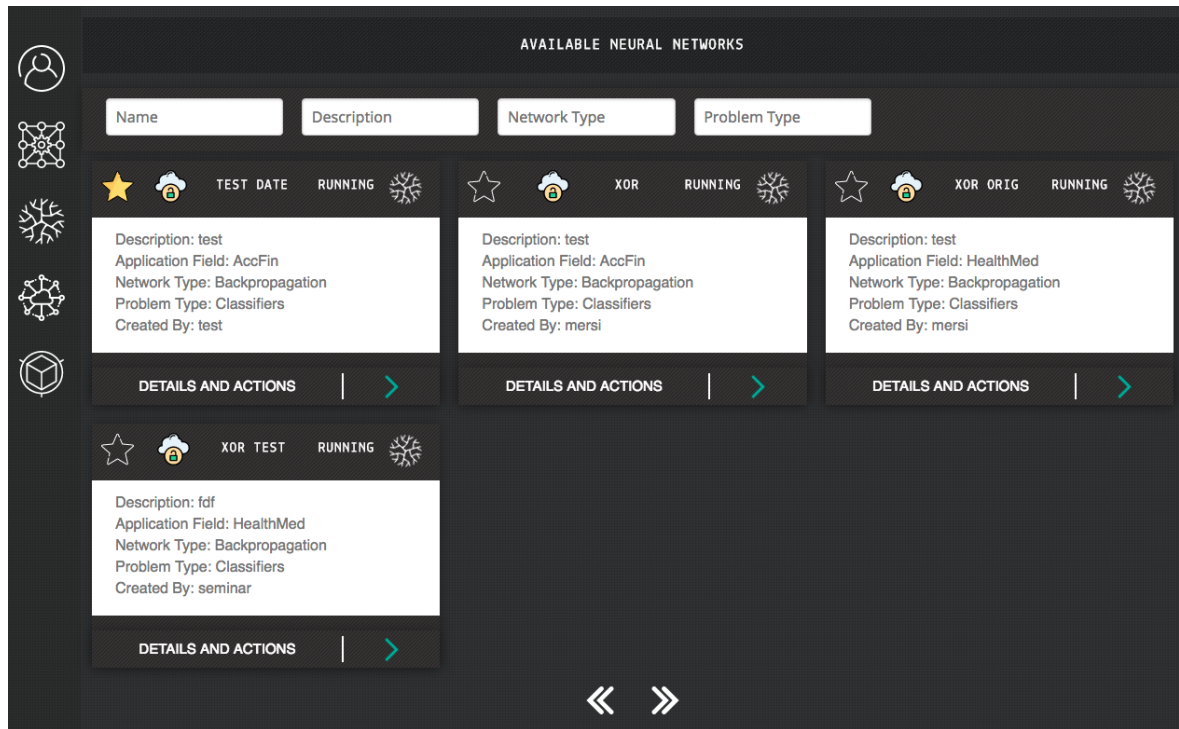 AVAILABLE NEURAL NETWORKS
Name Description Network Type Problem Type
TEST DATE RUNNING
Description: test
Application Field: AccFin
Network Type: Backpropagation
Problem Type: Classifiers
Created By: test
DETAILS AND ACTIONS
XOR RUNNING
Description: test
Application Field: AccFin
Network Type: Backpropagation
Problem Type: Classifiers
Created By: mersi
DETAILS AND ACTIONS
XOR ORIG RUNNING
Description: test
Application Field: HealthMed
Network Type: Backpropagation
Problem Type: Classifiers
Created By: mersi
DETAILS AND ACTIONS
XOR TEST RUNNING
Description: fdf
Application Field: HealthMed
Network Type: Backpropagation
Problem Type: Classifiers
Created By: seminar
DETAILS AND ACTIONS